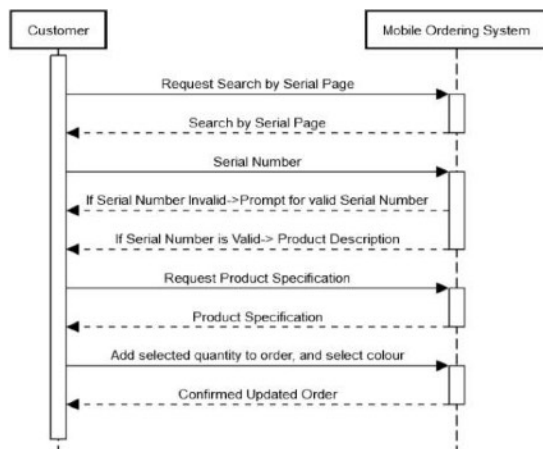 Customer
Mobile Ordering System
Request Search by Serial Page
Search by Serial Page
Serial Number
If Serial Number Invalid->Prompt for valid Serial Number
If Serial Number is Valid-> Product Description
Request Product Specification
Product Specification
Add selected quantity to order, and select colour
Confirmed Updated Order